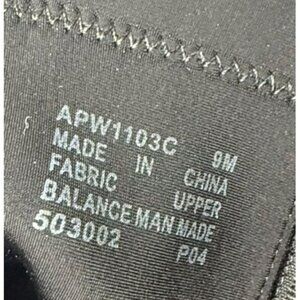 APW1103C 9M
MADE IN CHINA
FABRIC UPPER
BALANCE MAN MADE
503002 P04